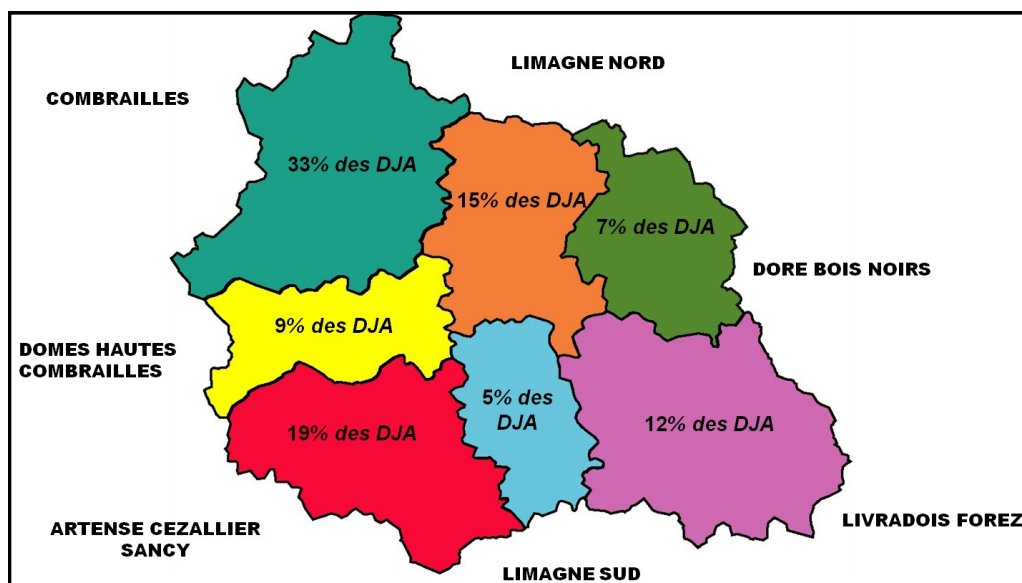 LIMAGNE NORD
COMBRAILLES
33% des DJA
15% des DJA
7% des DJA
DORE BOIS NOIRS
9% des DJA
DOMES HAUTES
COMBRAILLES
5% des
DJA
19% des DJA
12% des DJA
ARTENSE CEZALLIER
SANCY
LIVRADOIS FOREZ
LIMAGNE SUD